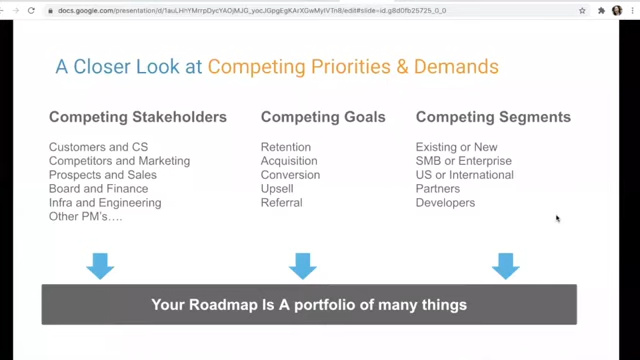 docs.google.com/presentation/d/1auLHrYMrrpDycYAOjMJG_yocJGpgEgKArX5GwMyIVTn8/edit#slide=id.g8d0fb25725_0_0
A Closer Look at Competing Priorities & Demands
Competing Stakeholders
Customers and CS
Competitors and Marketing
Prospects and Sales
Board and Finance
Infra and Engineering
Other PM's….
Competing Goals
Retention
Acquisition
Conversion
Upsell
Referral
Competing Segments
Existing or New
SMB or Enterprise
US or International
Partners
Developers
Your Roadmap Is A portfolio of many things